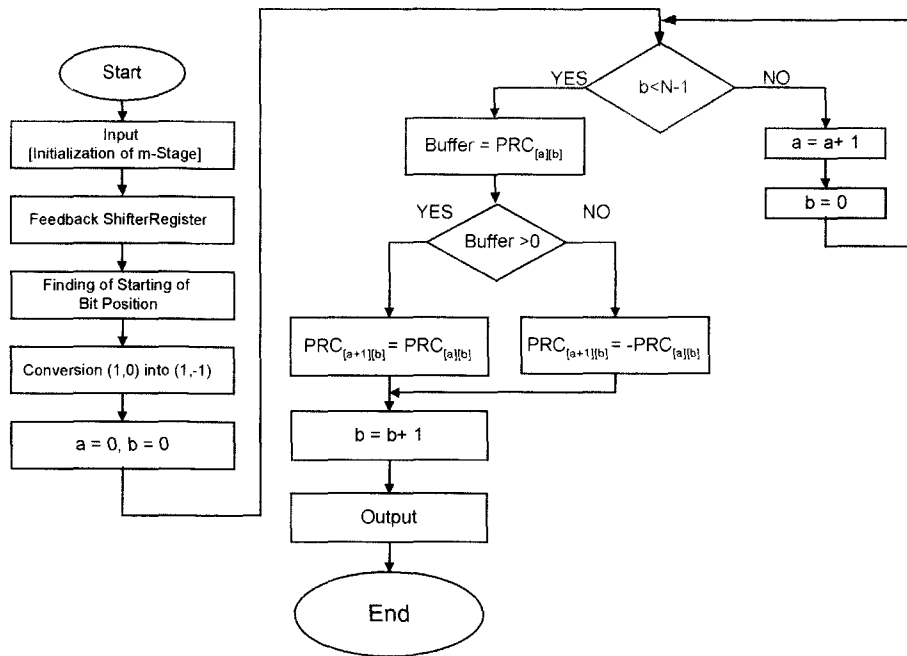 Start
Input
[Initialization of m-Stage]
Feedback ShifterRegister
Finding of Starting of
Bit Position
Conversion (1,0) into (1,-1)
a = 0, b = 0
b<N-1
YES
NO
Buffer = PRC[a][b]
a = a+ 1
b = 0
Buffer >0
YES
NO
PRC[a+1][b] = PRC[a][b]
PRC[a+1][b] = -PRC[a][b]
b = b+ 1
Output
End